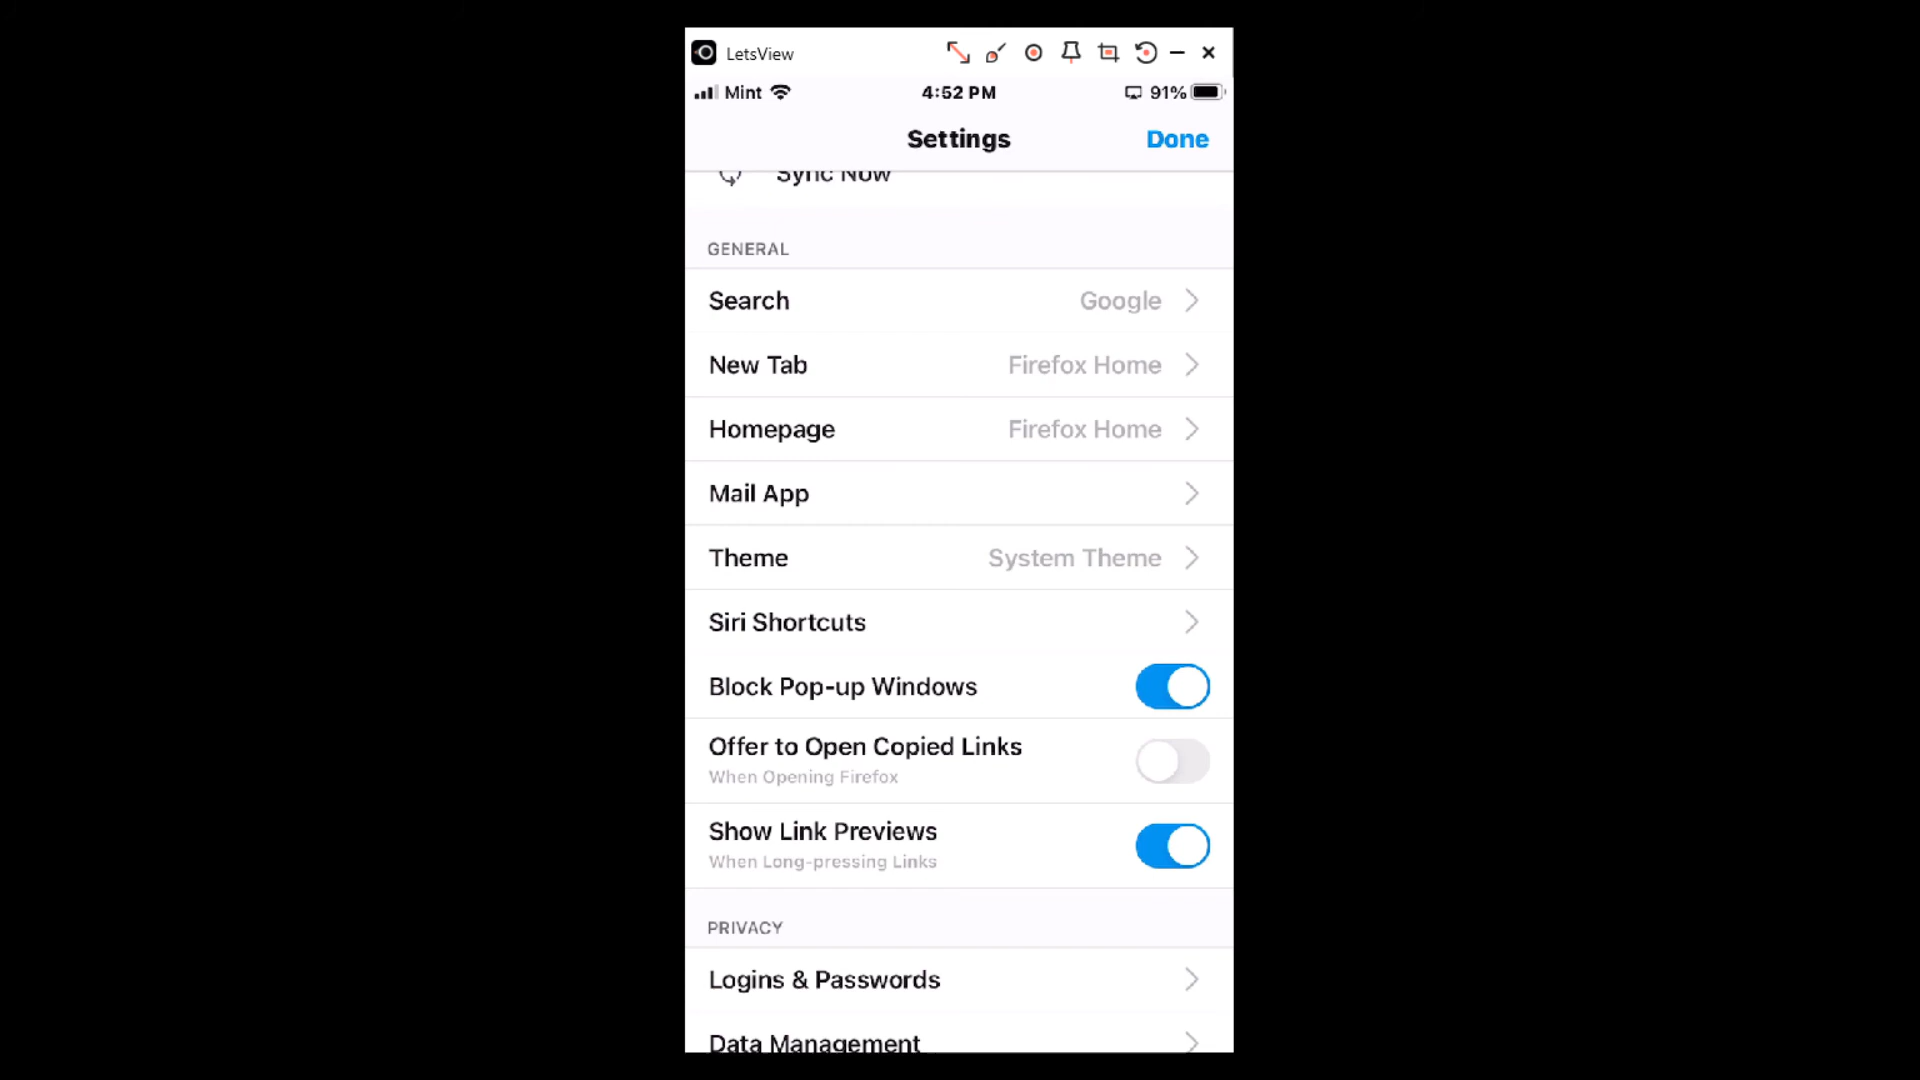 LetsView
Mint 4:52 PM 91%
Settings Done
Sync Now
GENERAL
Search Google
New Tab Firefox Home
Homepage Firefox Home
Mail App
Theme System Theme
Siri Shortcuts
Block Pop-up Windows
Offer to Open Copied Links
When Opening Firefox
Show Link Previews
When Long-pressing Links
PRIVACY
Logins & Passwords
Data Management